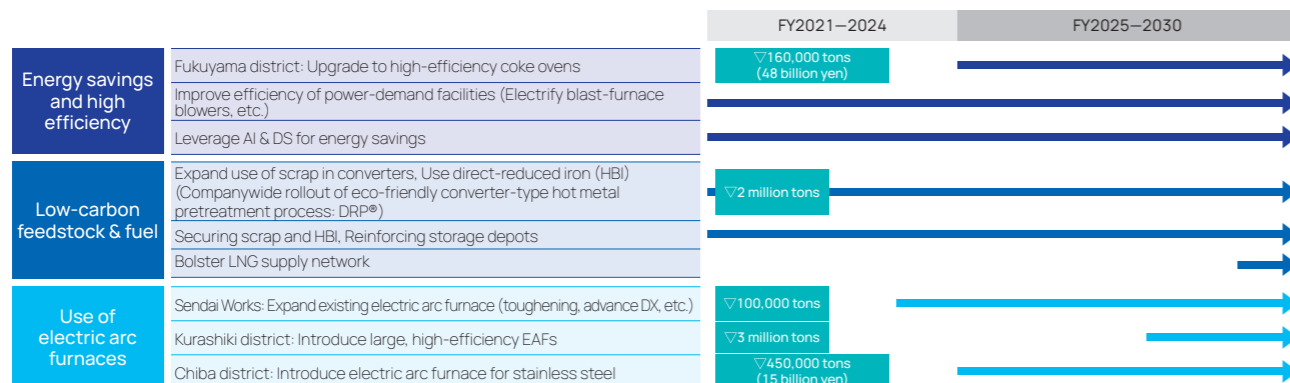 FY2021—2024
FY2025—2030
Energy savings
and high
efficiency
Fukuyama district: Upgrade to high-efficiency coke ovens
▽160,000 tons
(48 billion yen)
Improve efficiency of power-demand facilities (Electrify blast-furnace
blowers, etc.)
Leverage AI & DS for energy savings
Low-carbon
feedstock & fuel
Expand use of scrap in converters, Use direct-reduced iron (HBI)
(Companywide rollout of eco-friendly converter-type hot metal
pretreatment process: DRP®)
▽2 million tons
Securing scrap and HBI, Reinforcing storage depots
Bolster LNG supply network
Use of
electric arc
furnaces
Sendai Works: Expand existing electric arc furnace (toughening, advance DX, etc.)
▽100,000 tons
Kurashiki district: Introduce large, high-efficiency EAFs
▽3 million tons
Chiba district: Introduce electric arc furnace for stainless steel
▽450,000 tons
(15 billion yen)